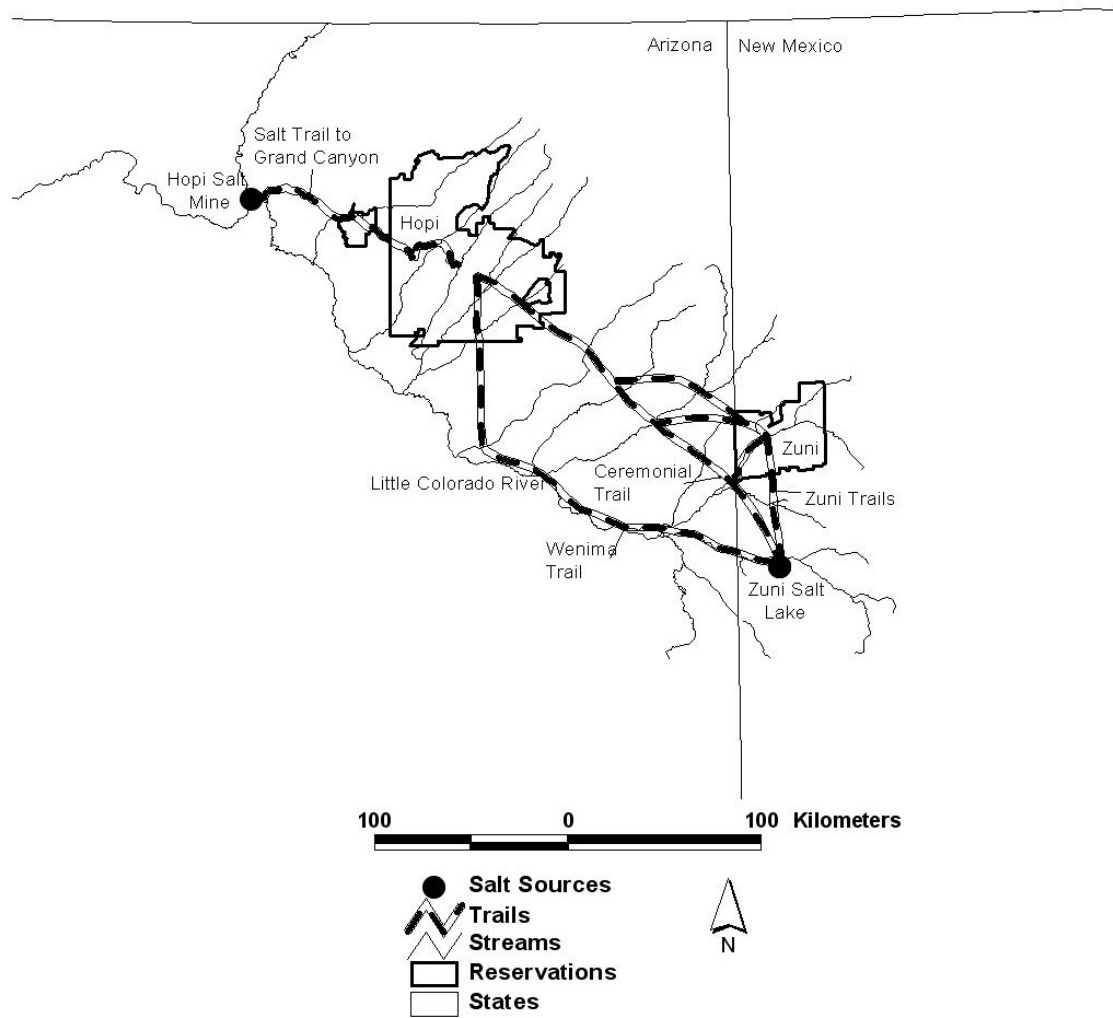 Arizona
New Mexico
Salt Trail to
Grand Canyon
Hopi Salt
Mine
Hopi
Zuni
Ceremonial
Trail
Little Colorado River
Zuni Trails
Wenima
Trail
Zuni Salt
Lake
100 0 100 Kilometers
Salt Sources
Trails
Streams
Reservations
States
N